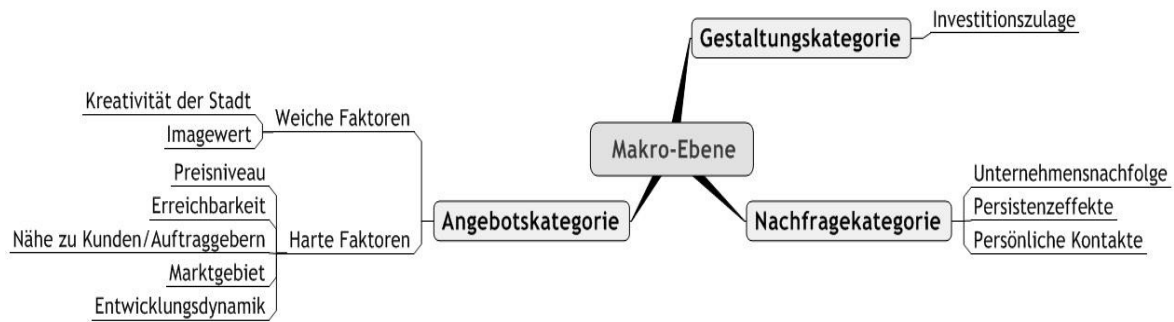 Makro-Ebene
Gestaltungskategorie
Investitionszulage
Nachfragekategorie
Unternehmensnachfolge
Persistenzeffekte
Persönliche Kontakte
Angebotskategorie
Weiche Faktoren
Kreativität der Stadt
Imagewert
Harte Faktoren
Preisniveau
Erreichbarkeit
Nähe zu Kunden/Auftraggebern
Marktgebiet
Entwicklungsdynamik